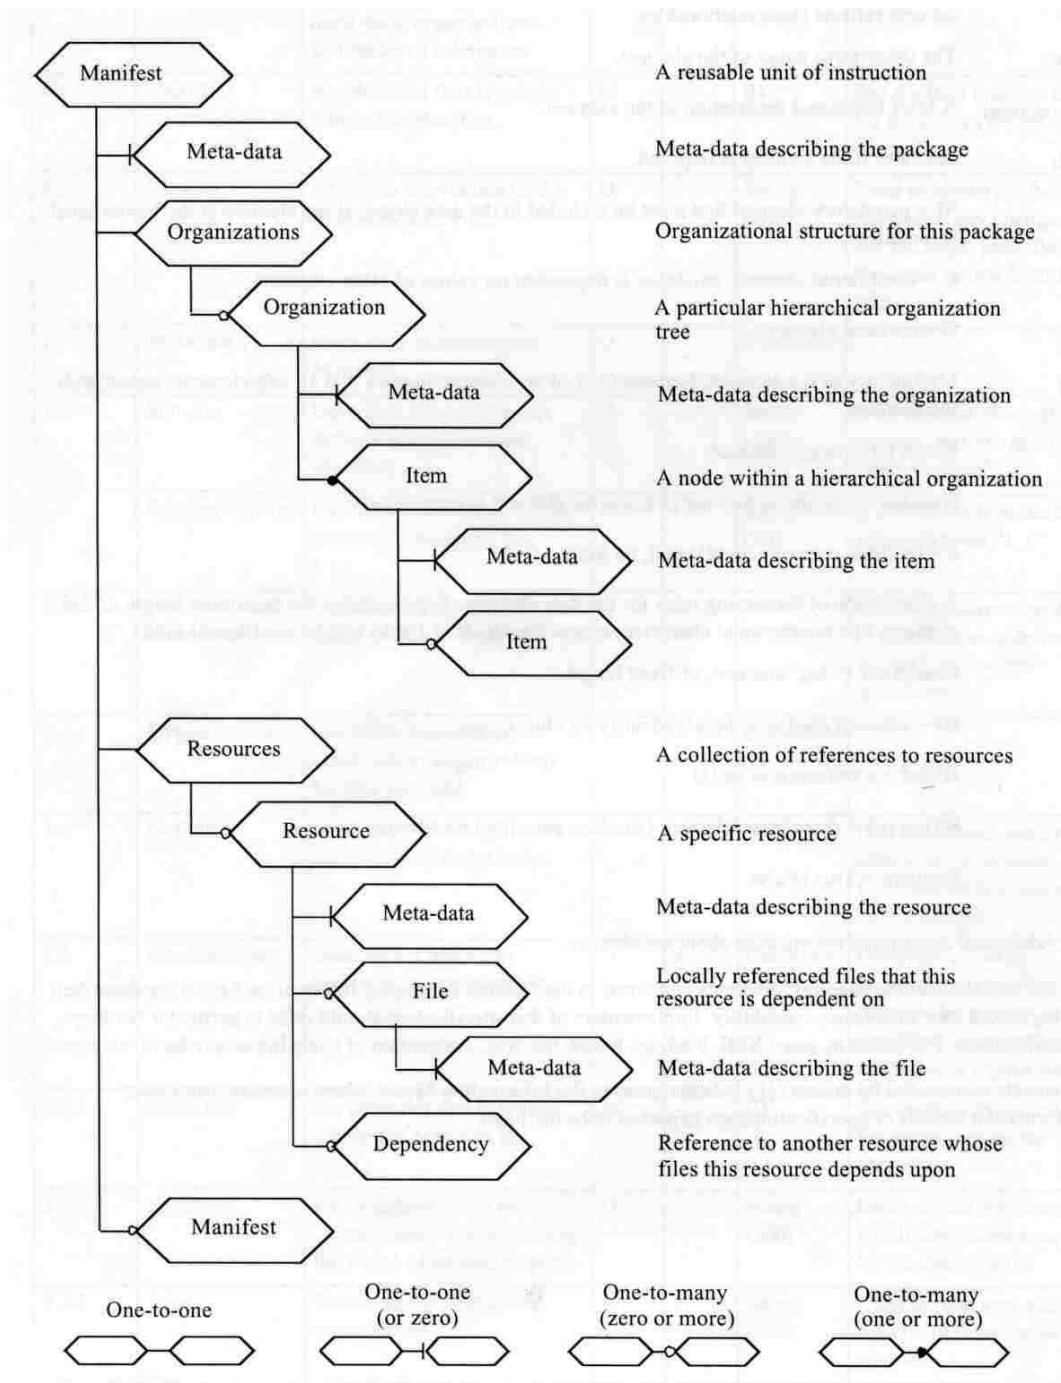 Manifest
A reusable unit of instruction
Meta-data
Meta-data describing the package
Organizations
Organizational structure for this package
Organization
A particular hierarchical organization
tree
Meta-data
Meta-data describing the organization
Item
A node within a hierarchical organization
Meta-data
Meta-data describing the item
Item
Resources
A collection of references to resources
Resource
A specific resource
Meta-data
Meta-data describing the resource
File
Locally referenced files that this
resource is dependent on
Meta-data
Meta-data describing the file
Dependency
Reference to another resource whose
files this resource depends upon
Manifest
One-to-one
One-to-one
(or zero)
One-to-many
(zero or more)
One-to-many
(one or more)